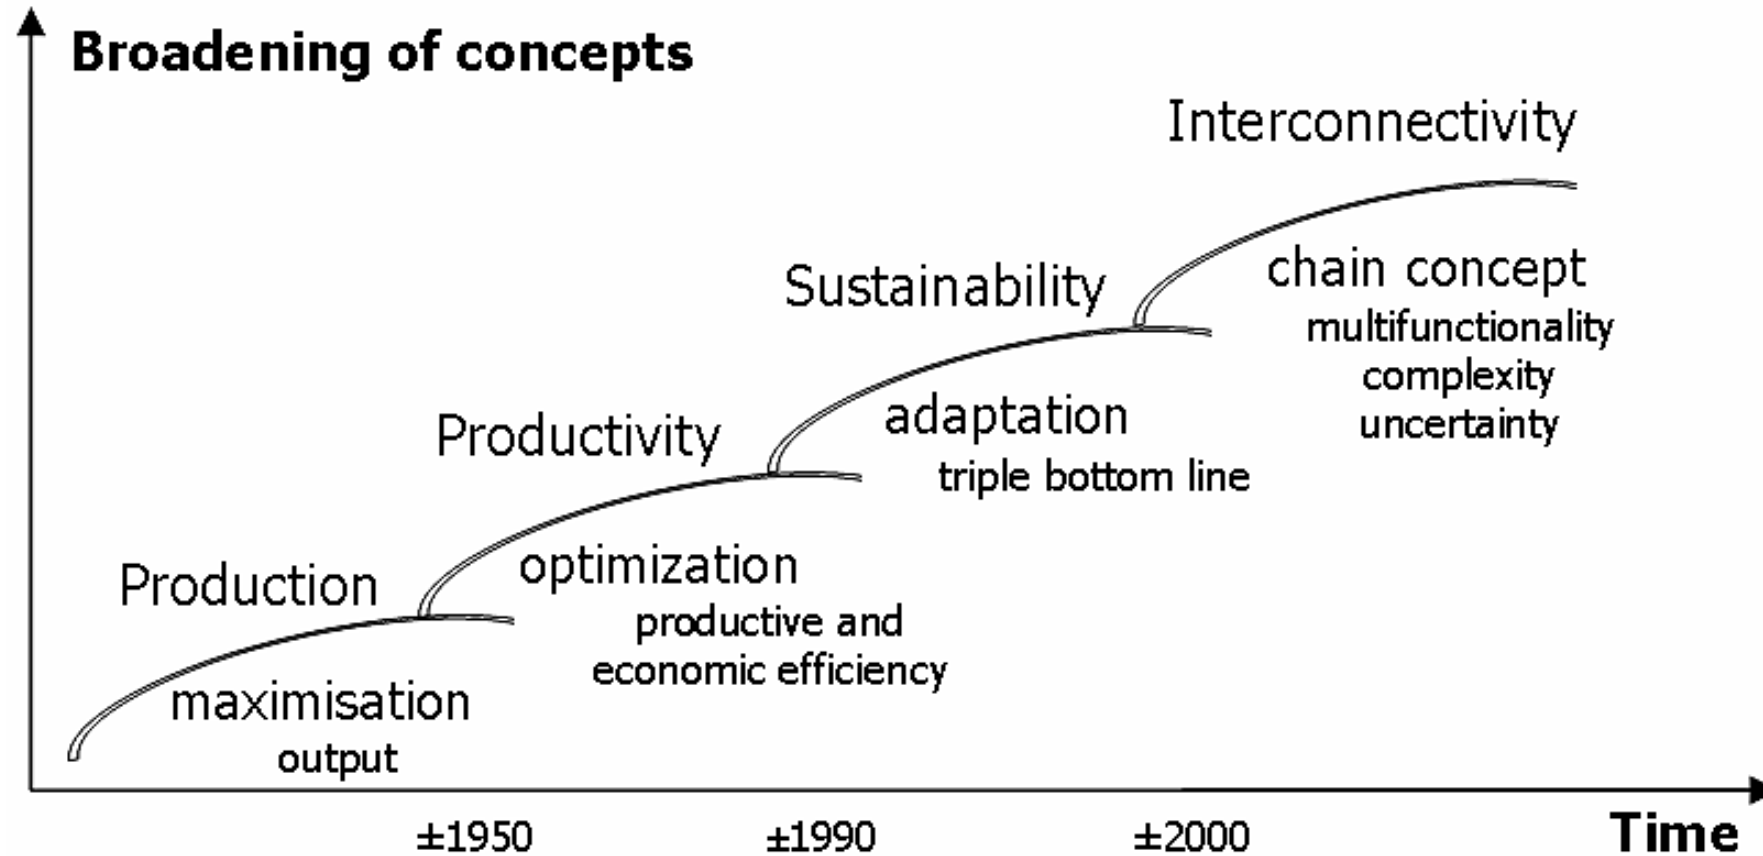 Broadening of concepts
Interconnectivity
chain concept
multifunctionality
complexity
uncertainty
Sustainability
adaptation
triple bottom line
Productivity
optimization
productive and
economic efficiency
Production
maximisation
output
±1950
±1990
±2000
Time